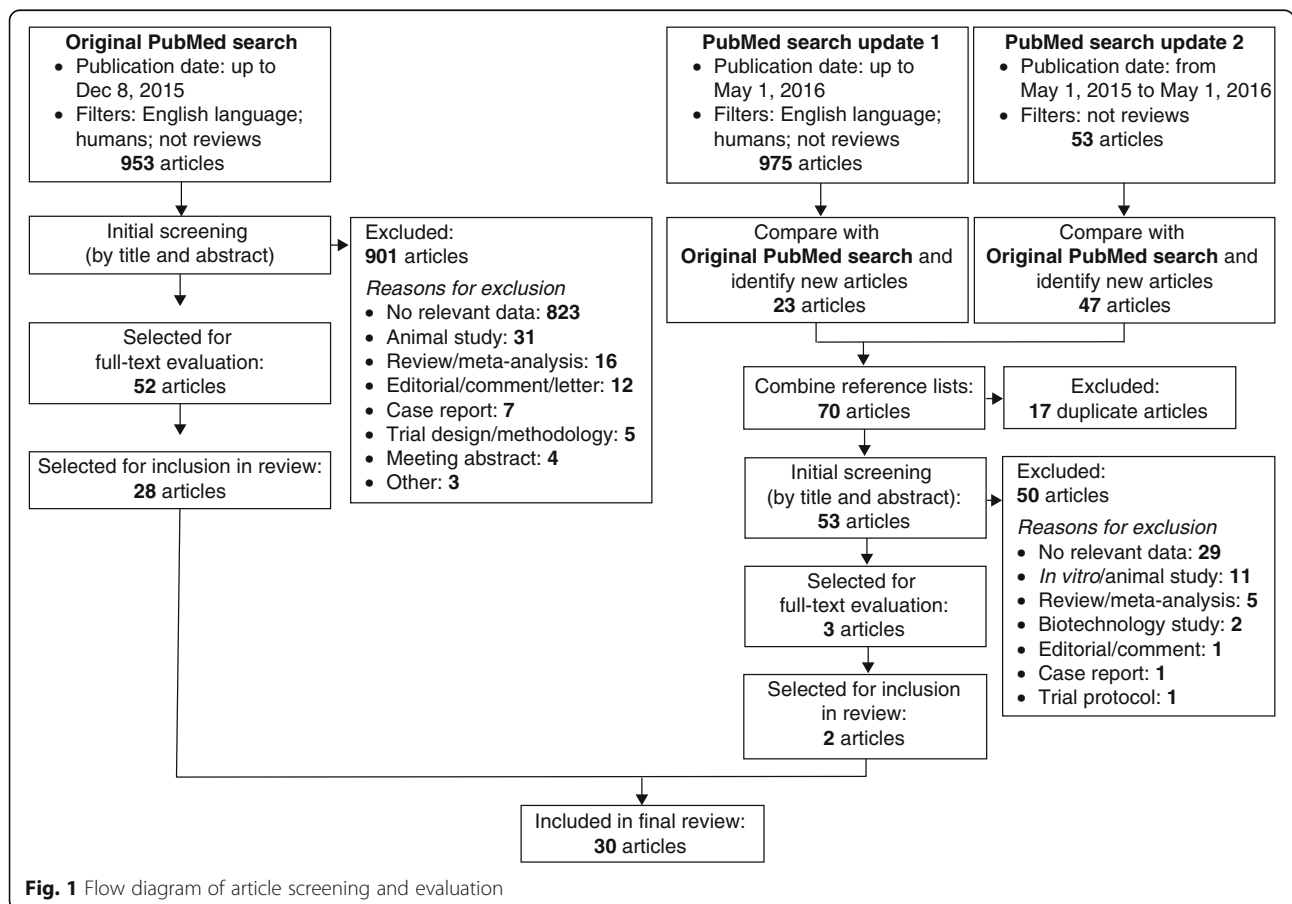 Original PubMed search
• Publication date: up to
Dec 8, 2015
• Filters: English language;
humans; not reviews
953 articles
Initial screening
(by title and abstract)
Excluded:
901 articles
Reasons for exclusion
• No relevant data: 823
• Animal study: 31
• Review/meta-analysis: 16
• Editorial/comment/letter: 12
• Case report: 7
• Trial design/methodology: 5
• Meeting abstract: 4
• Other: 3
Selected for
full-text evaluation:
52 articles
Selected for inclusion in review:
28 articles
PubMed search update 1
• Publication date: up to
May 1, 2016
• Filters: English language;
humans; not reviews
975 articles
PubMed search update 2
• Publication date: from
May 1, 2015 to May 1, 2016
• Filters: not reviews
53 articles
Compare with
Original PubMed search and
identify new articles
23 articles
Compare with
Original PubMed search and
identify new articles
47 articles
Combine reference lists:
70 articles
Excluded:
17 duplicate articles
Initial screening
(by title and abstract):
53 articles
Excluded:
50 articles
Reasons for exclusion
• No relevant data: 29
• In vitro/animal study: 11
• Review/meta-analysis: 5
• Biotechnology study: 2
• Editorial/comment: 1
• Case report: 1
• Trial protocol: 1
Selected for
full-text evaluation:
3 articles
Selected for inclusion
in review:
2 articles
Included in final review:
30 articles
Fig. 1 Flow diagram of article screening and evaluation